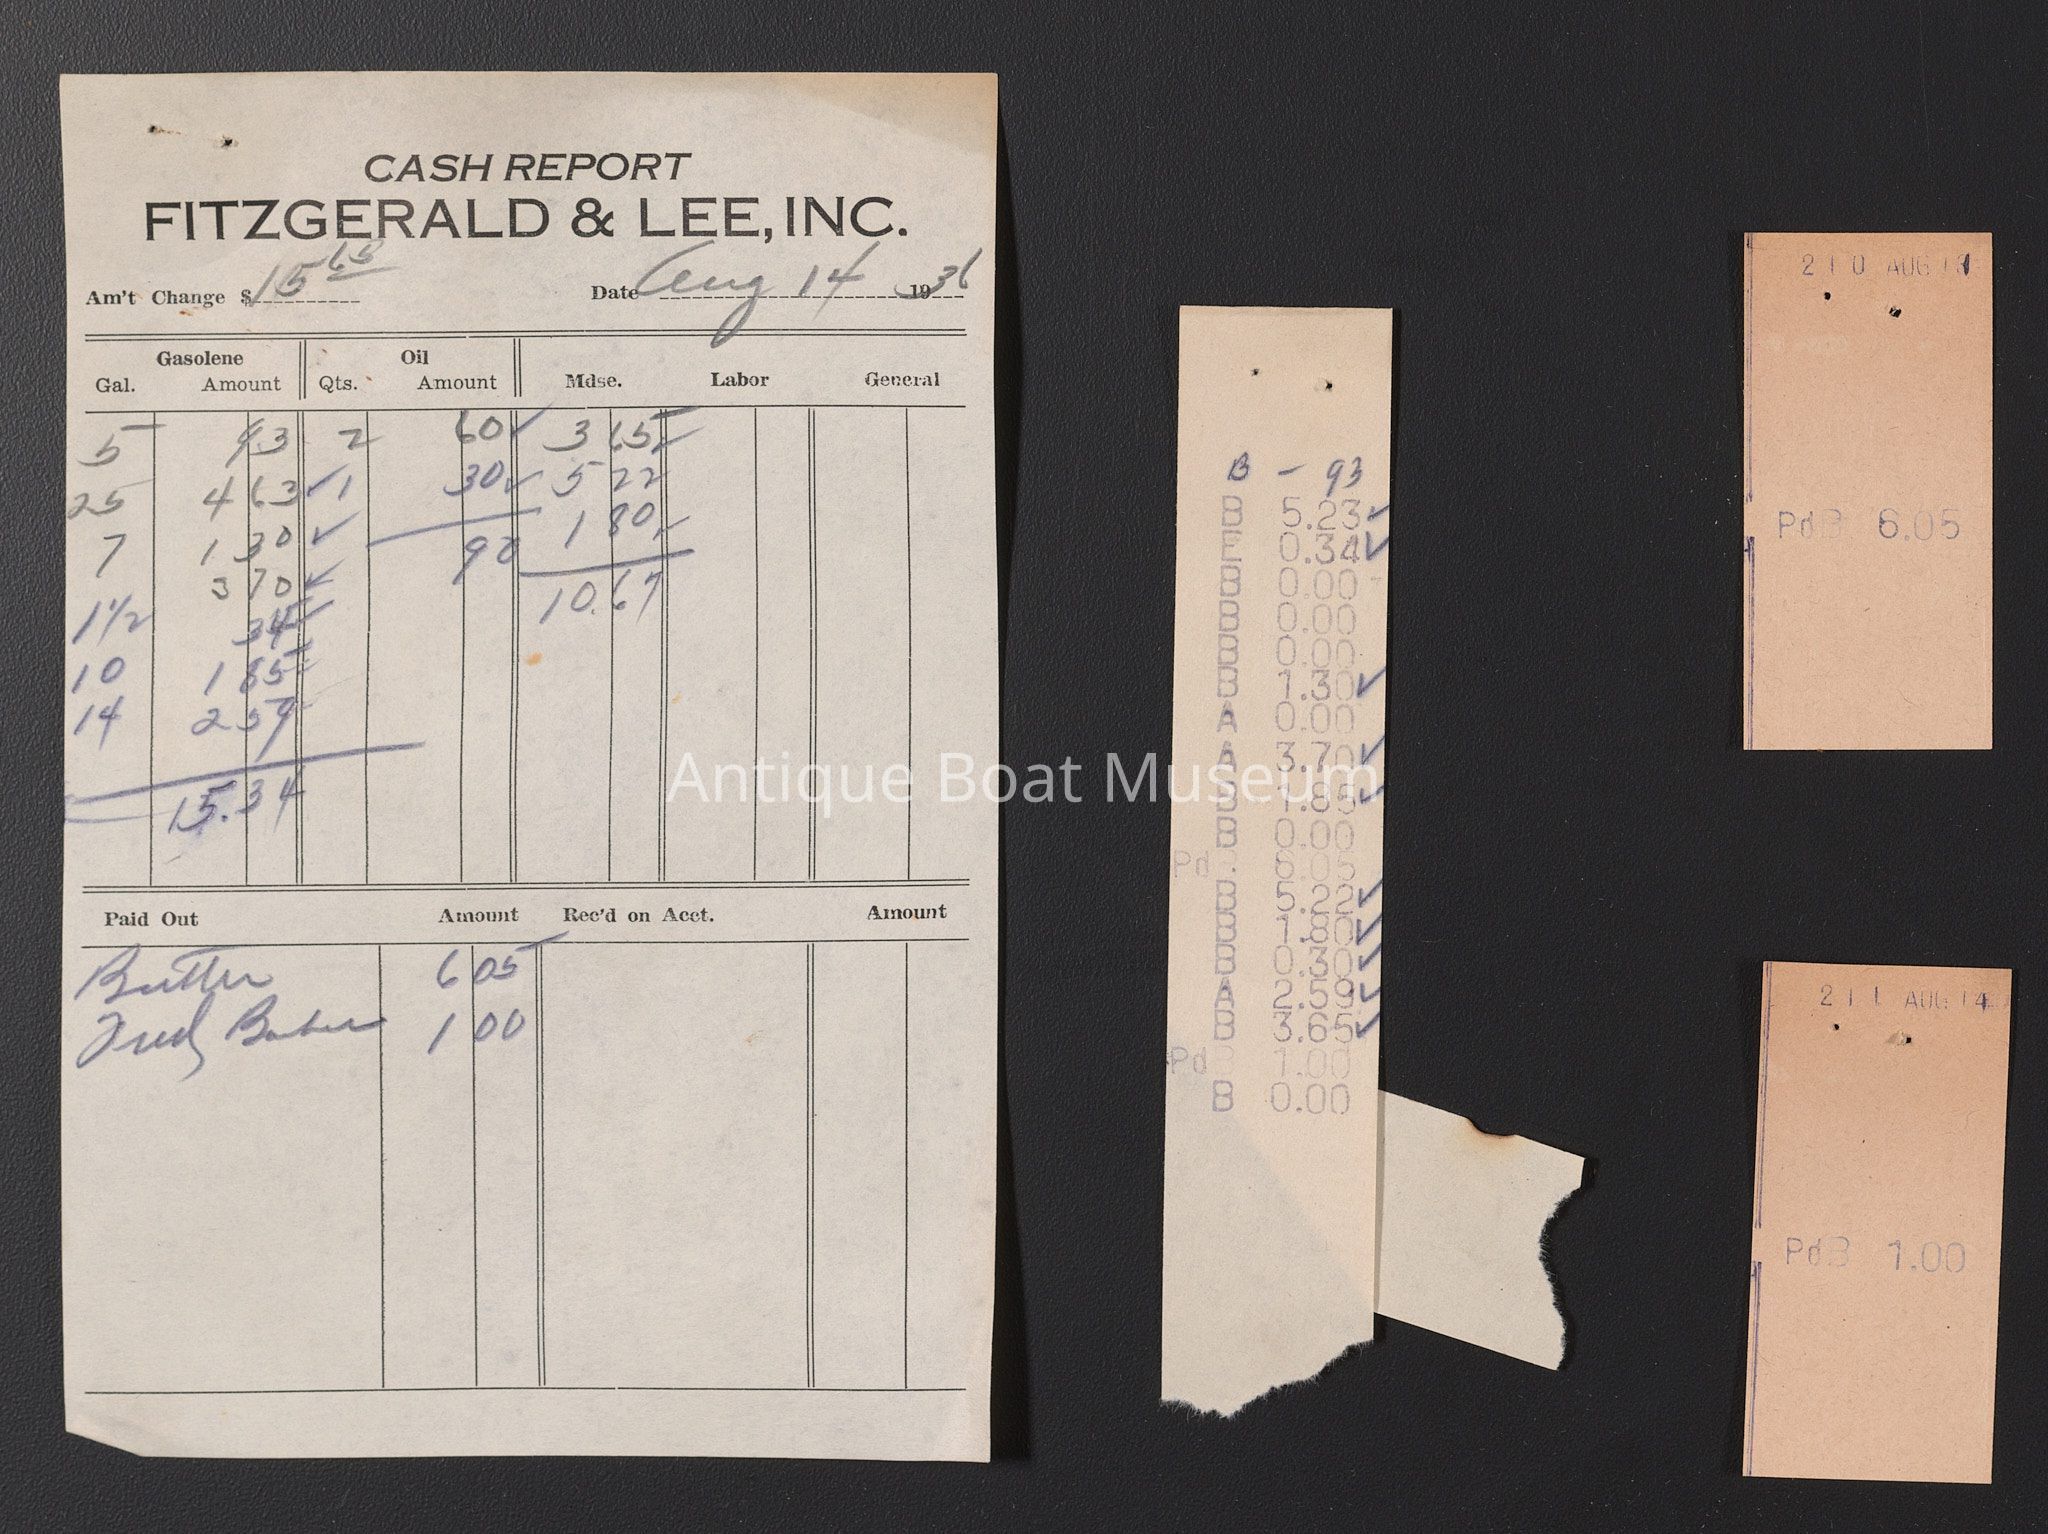 CASH REPORT
FITZGERALD & LEE, INC.
Am't Change $ 15 65 Date Aug 14 1936
Gasolene Oil
Gal. Amount Qts. Amount Mdse. Labor General
5 93 2 60 ✓ 3 65 ✓
25 4 63 ✓ 1 30 ✓ 5 22
7 1 30 ✓ 90 1 80 ✓
3 70 ✓ 10.67
1 1/2 34 ✓
10 1 85
14 2 59
15.34
Paid Out Amount Rec'd on Acct. Amount
Butter 6 05
Fred 1 00
B - 93
B 5.23 ✓
E 0.34 ✓
B 0.00
B 0.00
B 0.00
B 1.30 ✓
A 0.00
A 3.70 ✓
B 1.85 ✓
B 0.00
Pd 6.05
B 5.22 ✓
B 1.80 ✓
B 0.30 ✓
A 2.59 ✓
B 3.65 ✓
Pd 1.00
B 0.00
210 AUG
PdB 6.05
211 AUG 14
PdB 1.00
Antique Boat Museum